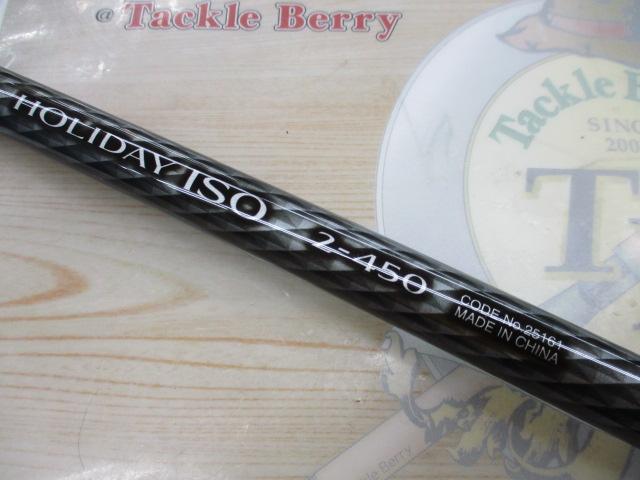 @ Tackle Berry
Tackle B
SINC
200
T
HOLIDAY ISO 2-450
CODE No.25161
MADE IN CHINA
Tackle Berry